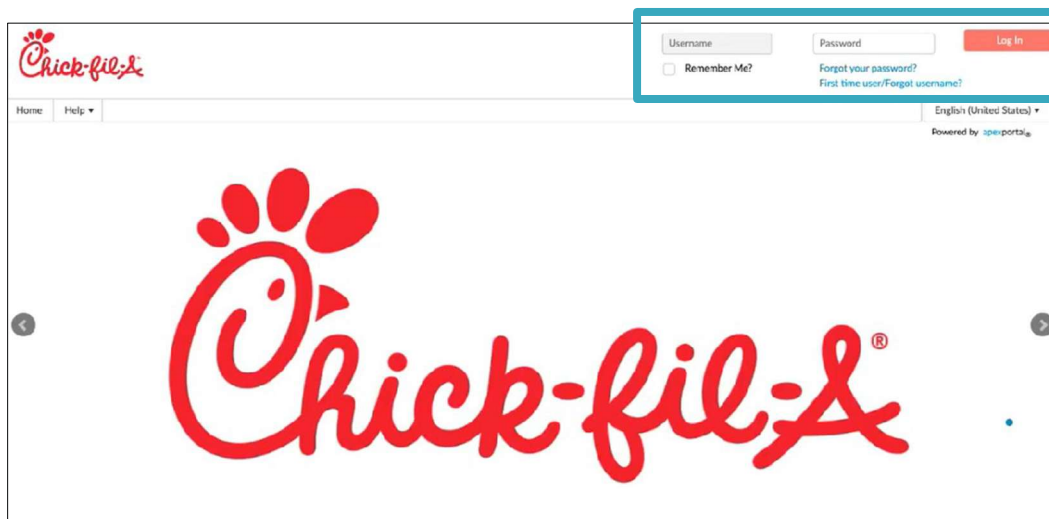 Chick-fil-A
Username Password Log In
Remember Me? Forgot your password?
First time user/Forgot username?
Home Help ▾ English (United States) ▾
Powered by apexportal®
Chick-fil-A®